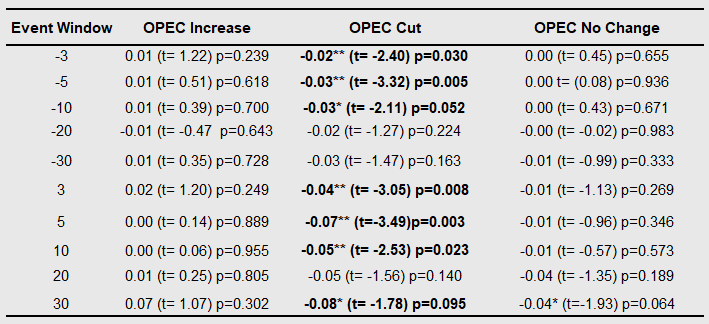 Event Window OPEC Increase OPEC Cut OPEC No Change
-3 0.01 (t= 1.22) p=0.239 -0.02** (t= -2.40) p=0.030 0.00 (t= 0.45) p=0.655
-5 0.01 (t= 0.51) p=0.618 -0.03** (t= -3.32) p=0.005 0.00 t= (0.08) p=0.936
-10 0.01 (t= 0.39) p=0.700 -0.03* (t= -2.11) p=0.052 0.00 (t= 0.43) p=0.671
-20 -0.01 (t= -0.47 p=0.643 -0.02 (t= -1.27) p=0.224 -0.00 (t= -0.02) p=0.983
-30 0.01 (t= 0.35) p=0.728 -0.03 (t= -1.47) p=0.163 -0.01 (t= -0.99) p=0.333
3 0.02 (t= 1.20) p=0.249 -0.04** (t= -3.05) p=0.008 -0.01 (t= -1.13) p=0.269
5 0.00 (t= 0.14) p=0.889 -0.07** (t=-3.49)p=0.003 -0.01 (t= -0.96) p=0.346
10 0.00 (t= 0.06) p=0.955 -0.05** (t= -2.53) p=0.023 -0.01 (t= -0.57) p=0.573
20 0.01 (t= 0.25) p=0.805 -0.05 (t= -1.56) p=0.140 -0.04 (t= -1.35) p=0.189
30 0.07 (t= 1.07) p=0.302 -0.08* (t= -1.78) p=0.095 -0.04* (t=-1.93) p=0.064